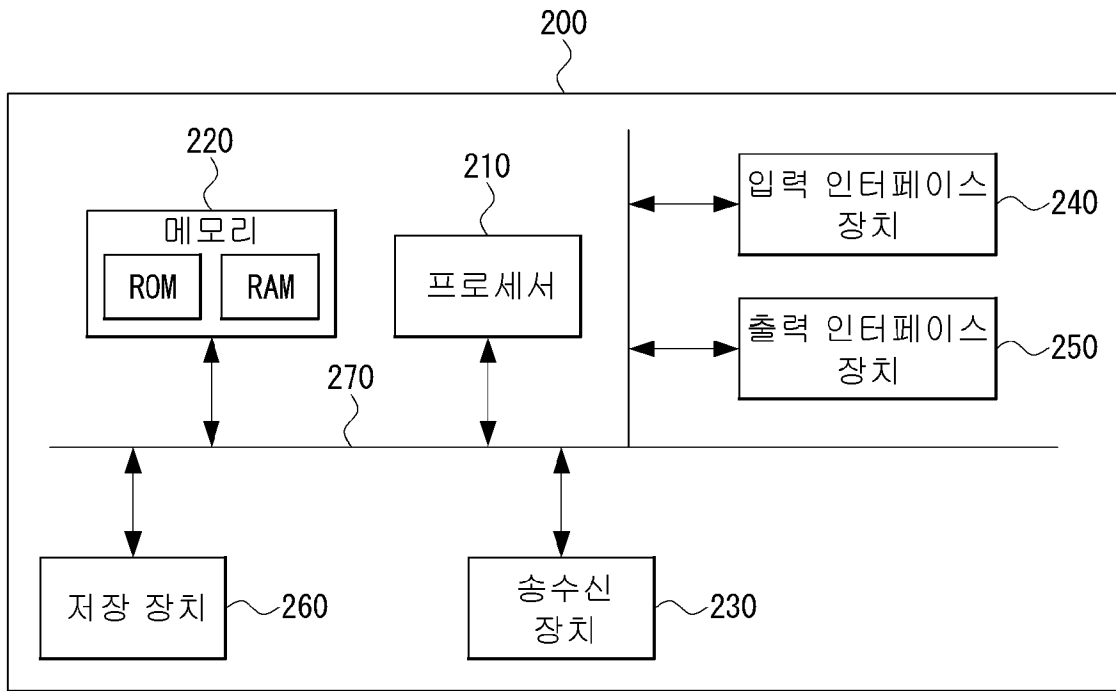 200
220
메모리
ROM
RAM
210
프로세서
입력 인터페이스
장치
240
출력 인터페이스
장치
250
270
저장 장치
260
송수신
장치
230